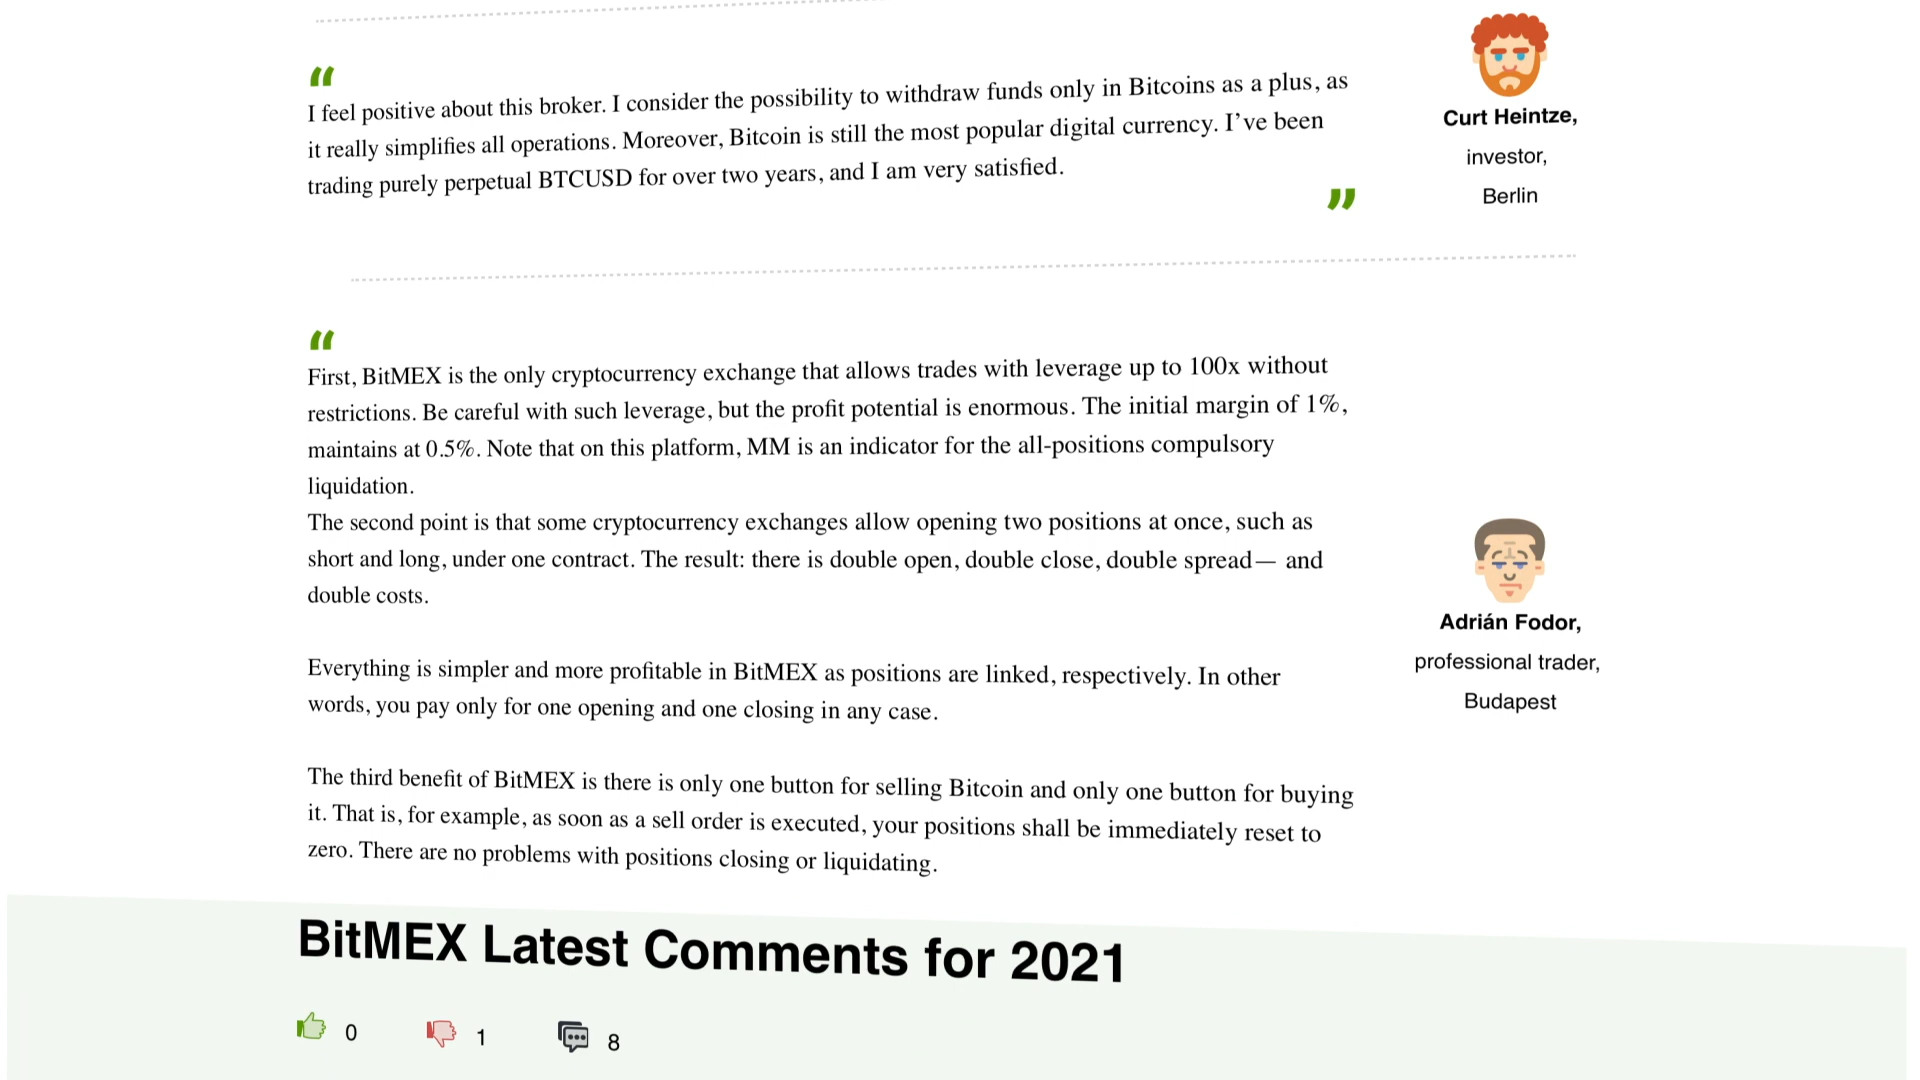 “
I feel positive about this broker. I consider the possibility to withdraw funds only in Bitcoins as a plus, as
it really simplifies all operations. Moreover, Bitcoin is still the most popular digital currency. I’ve been
trading purely perpetual BTCUSD for over two years, and I am very satisfied.
”
Curt Heintze,
investor,
Berlin
“
First, BitMEX is the only cryptocurrency exchange that allows trades with leverage up to 100x without
restrictions. Be careful with such leverage, but the profit potential is enormous. The initial margin of 1%,
maintains at 0.5%. Note that on this platform, MM is an indicator for the all-positions compulsory
liquidation.
The second point is that some cryptocurrency exchanges allow opening two positions at once, such as
short and long, under one contract. The result: there is double open, double close, double spread— and
double costs.
Everything is simpler and more profitable in BitMEX as positions are linked, respectively. In other
words, you pay only for one opening and one closing in any case.
The third benefit of BitMEX is there is only one button for selling Bitcoin and only one button for buying
it. That is, for example, as soon as a sell order is executed, your positions shall be immediately reset to
zero. There are no problems with positions closing or liquidating.
Adrián Fodor,
professional trader,
Budapest
BitMEX Latest Comments for 2021
0 1 8